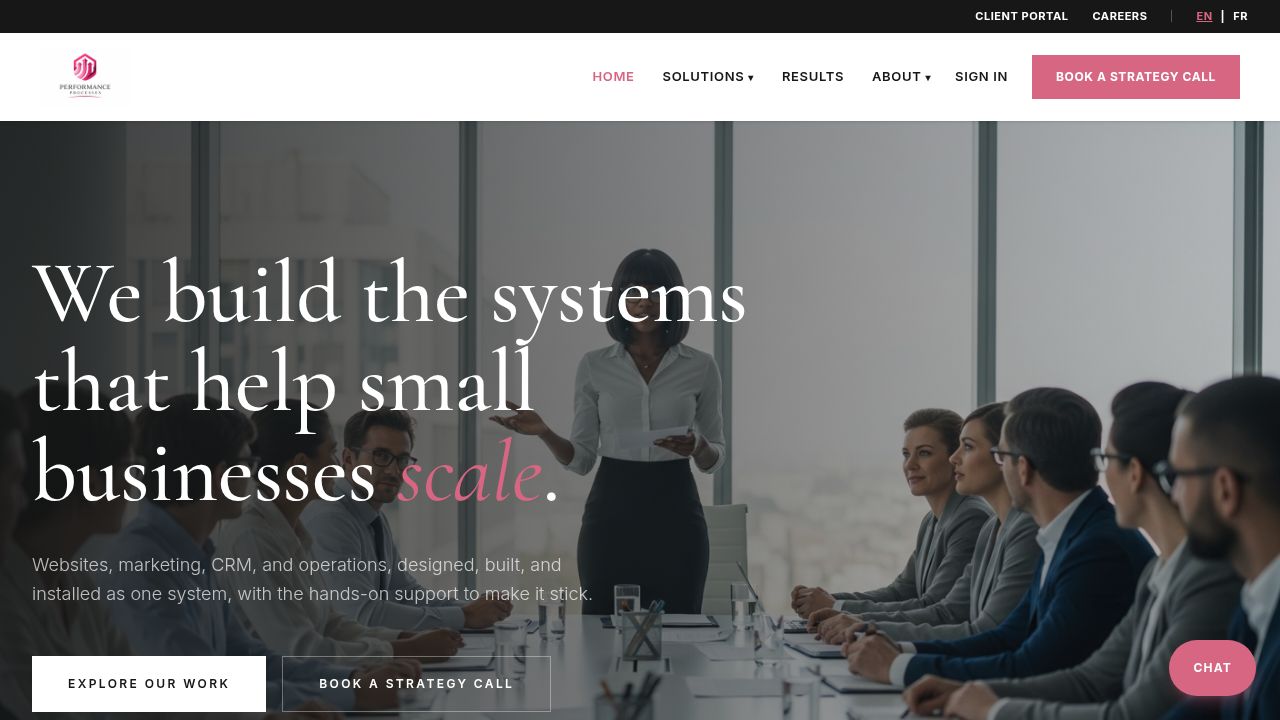 CLIENT PORTAL CAREERS EN | FR
PERFORMANCE
PROCESSES
HOME SOLUTIONS ▾ RESULTS ABOUT ▾ SIGN IN BOOK A STRATEGY CALL
We build the systems
that help small
businesses scale.
Websites, marketing, CRM, and operations, designed, built, and
installed as one system, with the hands-on support to make it stick.
EXPLORE OUR WORK BOOK A STRATEGY CALL
CHAT